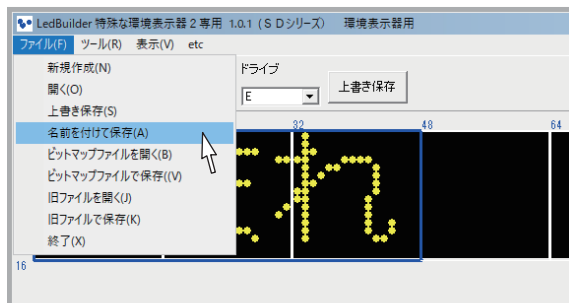 LedBuilder 特殊な環境表示器２専用 1.0.1 (ＳＤシリーズ) 環境表示器用
ファイル(F) ツール(R) 表示(V) etc
新規作成(N)
開く(O)
上書き保存(S)
名前を付けて保存(A)
ビットマップファイルを開く(B)
ビットマップファイルで保存((V)
旧ファイルを開く(J)
旧ファイルで保存(K)
終了(X)
ドライブ
E
上書き保存
32 48 64
れ
16